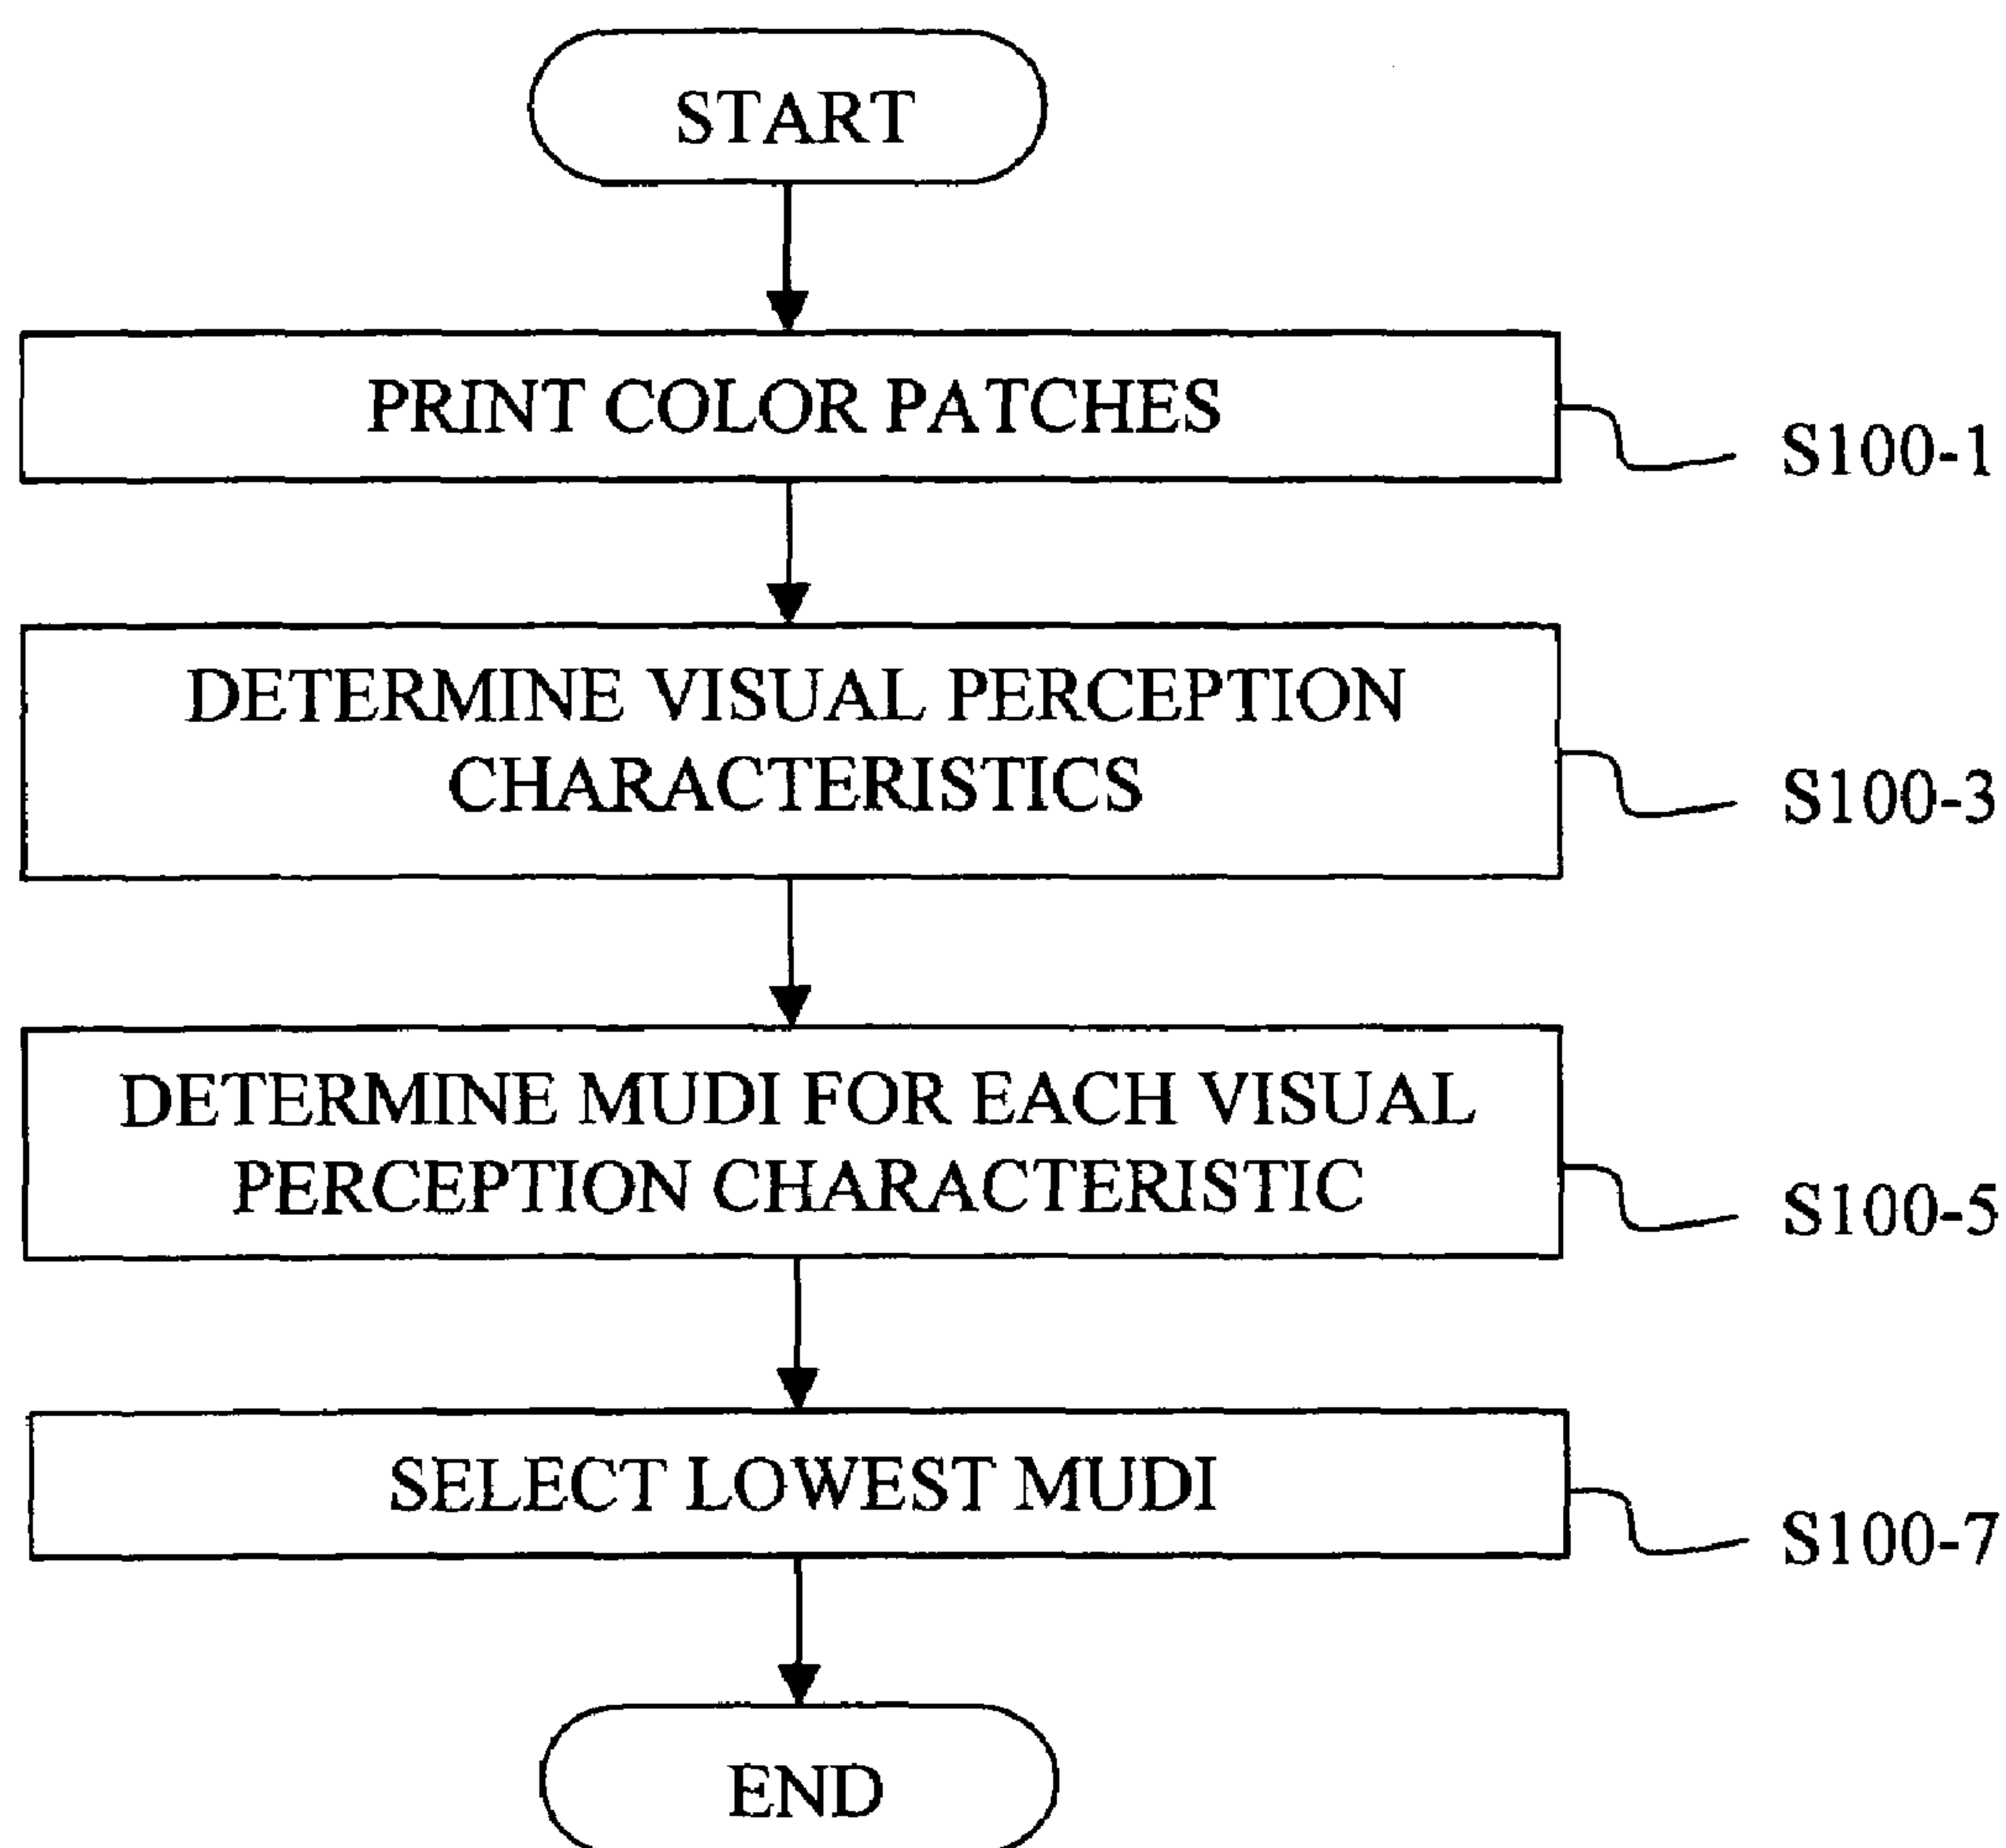 START
PRINT COLOR PATCHES
S100-1
DETERMINE VISUAL PERCEPTION
CHARACTERISTICS
S100-3
DETERMINE MUDI FOR EACH VISUAL
PERCEPTION CHARACTERISTIC
S100-5
SELECT LOWEST MUDI
S100-7
END